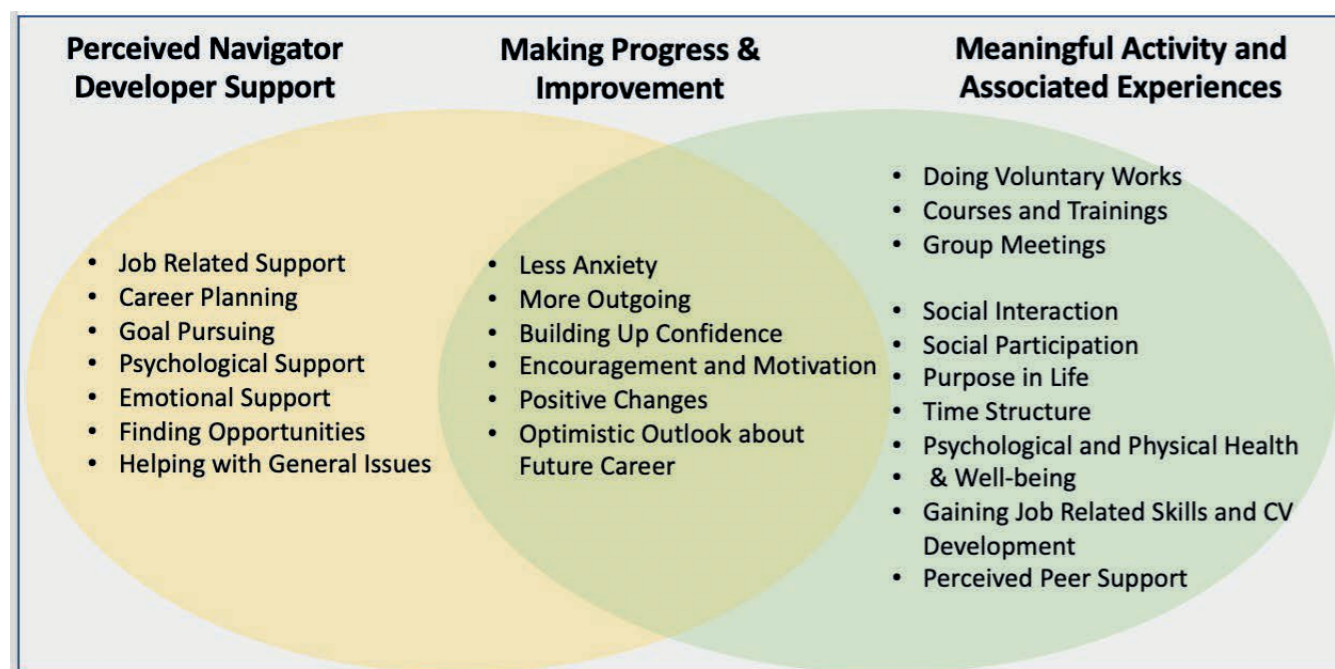 Perceived Navigator
Developer Support
• Job Related Support
• Career Planning
• Goal Pursuing
• Psychological Support
• Emotional Support
• Finding Opportunities
• Helping with General Issues
Making Progress &
Improvement
• Less Anxiety
• More Outgoing
• Building Up Confidence
• Encouragement and Motivation
• Positive Changes
• Optimistic Outlook about
Future Career
Meaningful Activity and
Associated Experiences
• Doing Voluntary Works
• Courses and Trainings
• Group Meetings
• Social Interaction
• Social Participation
• Purpose in Life
• Time Structure
• Psychological and Physical Health
• & Well-being
• Gaining Job Related Skills and CV
Development
• Perceived Peer Support